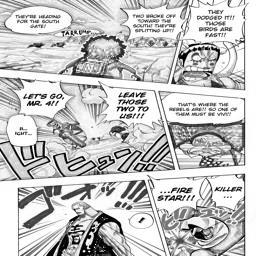 THEY
DODGED IT!!
THOSE
BIRDS ARE
FAST!!
TWO BROKE OFF
TOWARD THE
SOUTH! THEY'RE
SPLITTING UP!!
THEY'RE
HEADING FOR
THE SOUTH
GATE!
THAT'S WHERE THE
REBELS ARE!! SO ONE
OF THEM MUST BE VIVI!!
LEAVE
THOSE
TWO TO
US!!!
LET'S GO,
MR. 4!!
...IGHT...
KILLER
...
...FIRE
STAR!!!
!